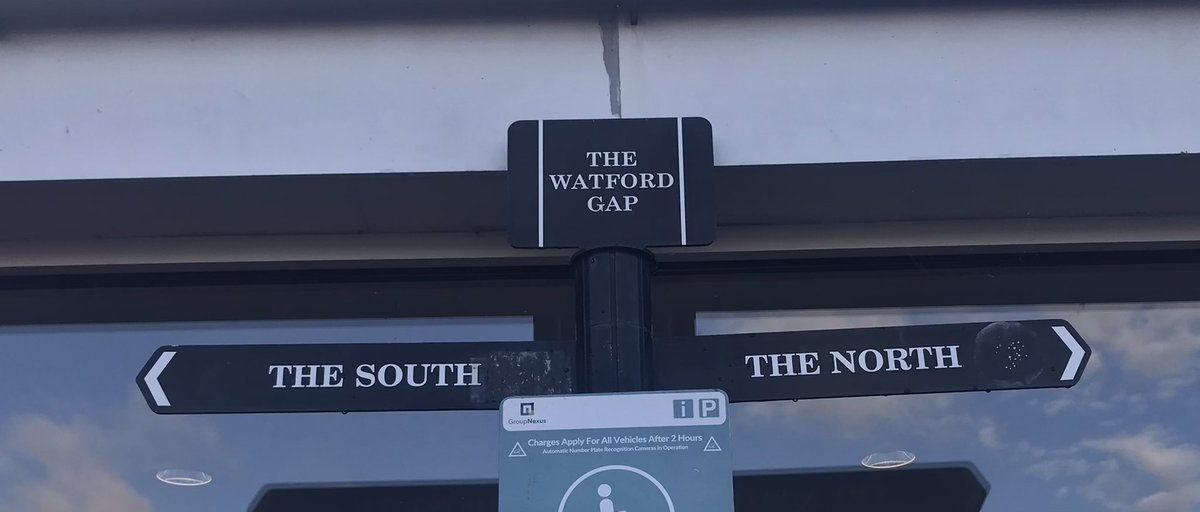 THE
WATFORD
GAP
THE SOUTH
THE NORTH
GroupNexus
i P
Charges Apply For All Vehicles After 2 Hours
Automatic Number Plate Recognition Cameras in Operation